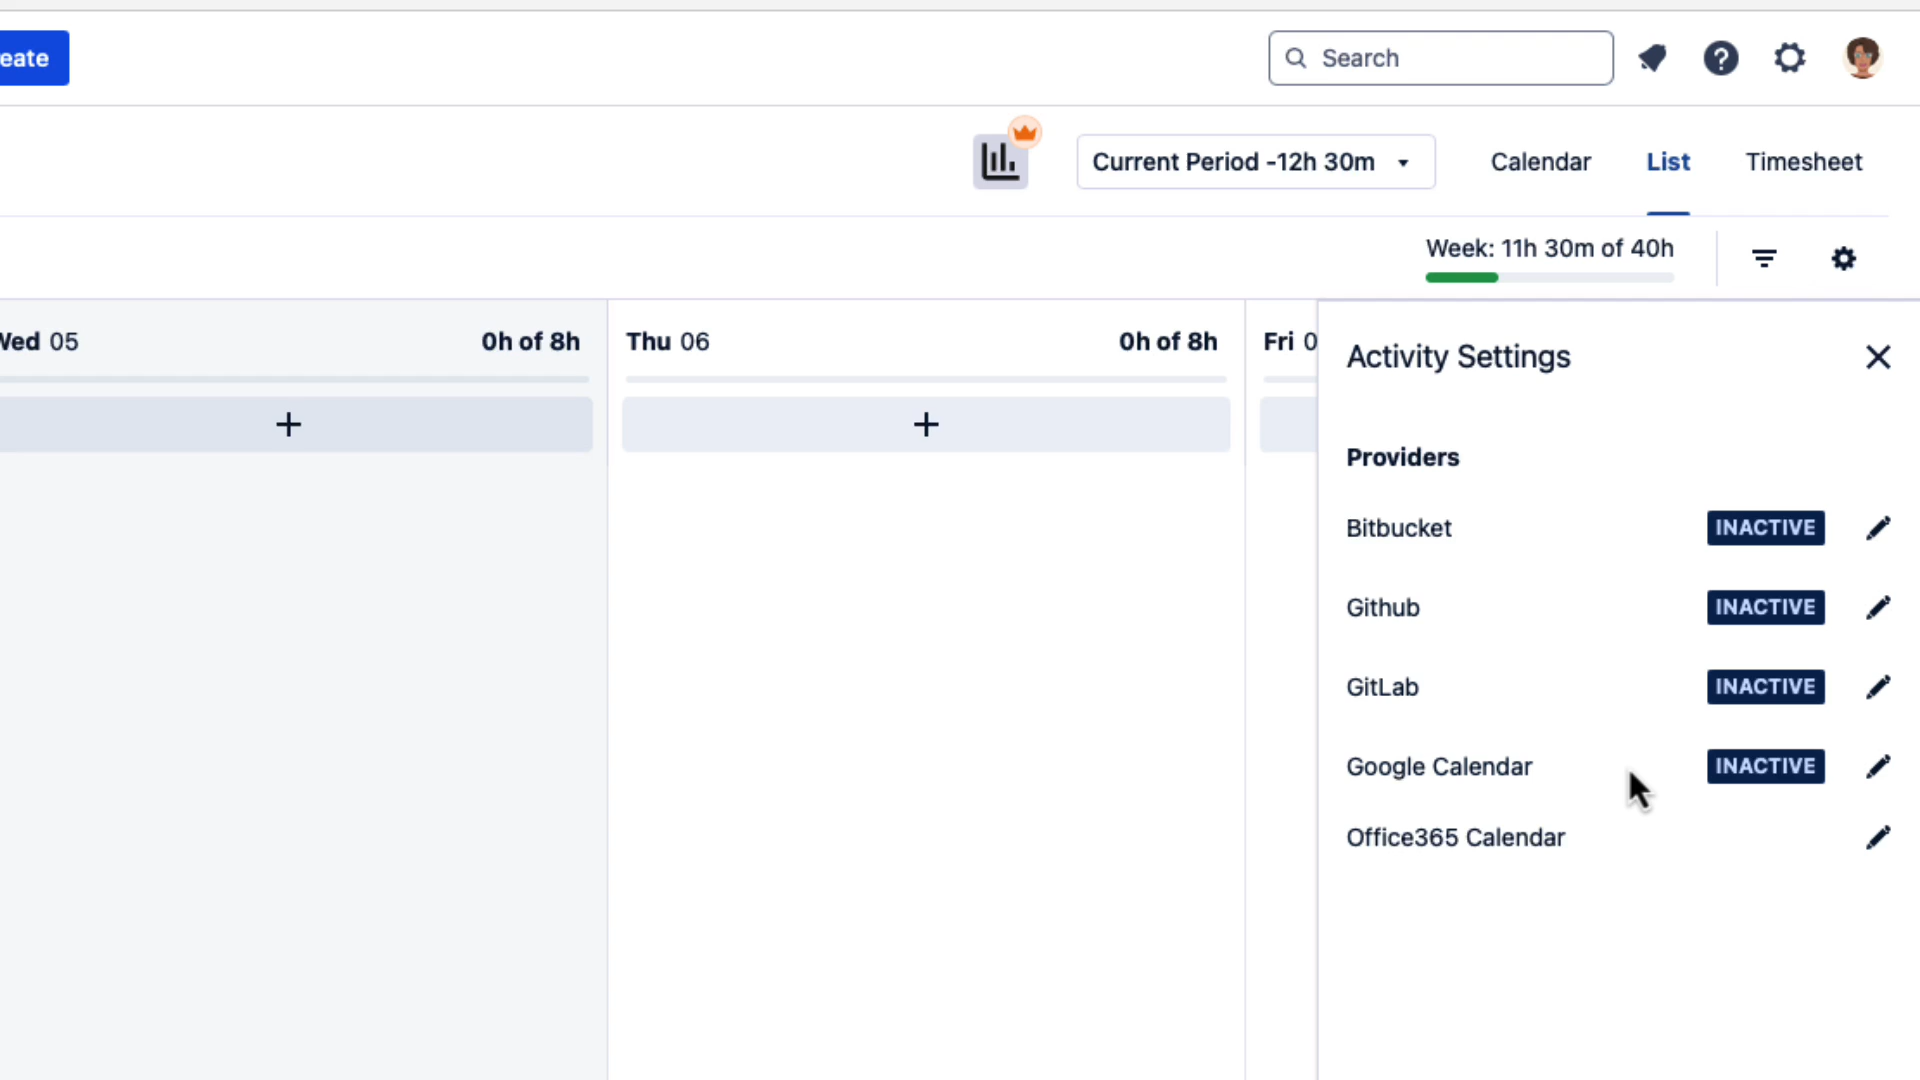 eate
Search
Current Period -12h 30m
Calendar
List
Timesheet
Week: 11h 30m of 40h
Wed 05
0h of 8h
Thu 06
0h of 8h
Fri 0
Activity Settings
Providers
Bitbucket
INACTIVE
Github
INACTIVE
GitLab
INACTIVE
Google Calendar
INACTIVE
Office365 Calendar